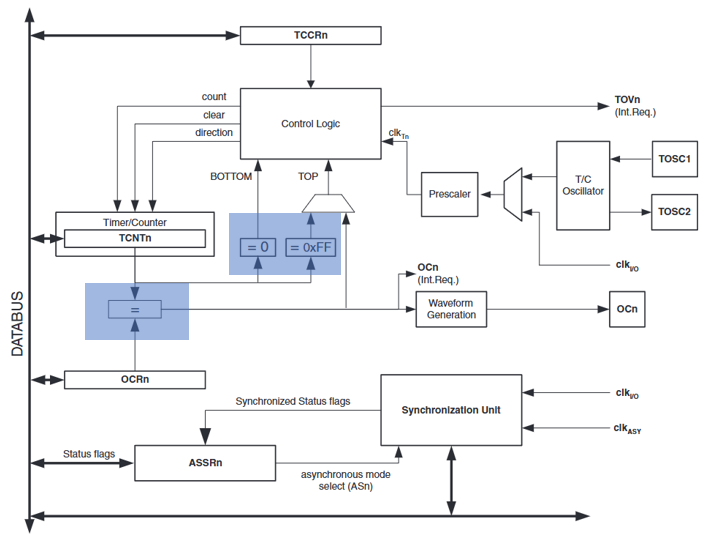 TCCRn
count
clear
direction
Control Logic
TOVn
(Int.Req.)
clkTn
BOTTOM
TOP
Prescaler
T/C
Oscillator
TOSC1
TOSC2
clkI/O
Timer/Counter
TCNTn
= 0
= 0xFF
=
OCn
(Int.Req.)
Waveform
Generation
OCn
DATABUS
OCRn
Synchronized Status flags
Synchronization Unit
clkI/O
clkASY
Status flags
ASSRn
asynchronous mode
select (ASn)